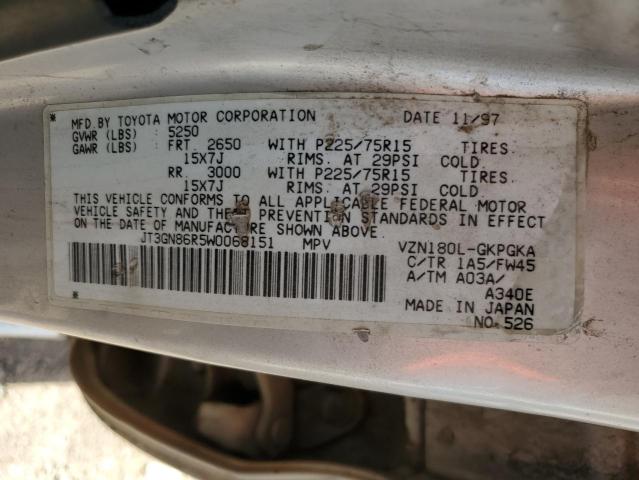 MFD. BY TOYOTA MOTOR CORPORATION DATE 11/97
GVWR (LBS) : 5250
GAWR (LBS) : FRT. 2650 WITH P225/75R15 TIRES
15X7J RIMS. AT 29PSI COLD
RR. 3000 WITH P225/75R15 TIRES
15X7J RIMS. AT 29PSI COLD
THIS VEHICLE CONFORMS TO ALL APPLICABLE FEDERAL MOTOR
VEHICLE SAFETY AND THEFT PREVENTION STANDARDS IN EFFECT
ON THE DATE OF MANUFACTURE SHOWN ABOVE.
JT3GN86R5W0068151 MPV VZN180L-GKPGKA
C/TR 1A5/FW45
A/TM A03A/
A340E
MADE IN JAPAN
NO. 526